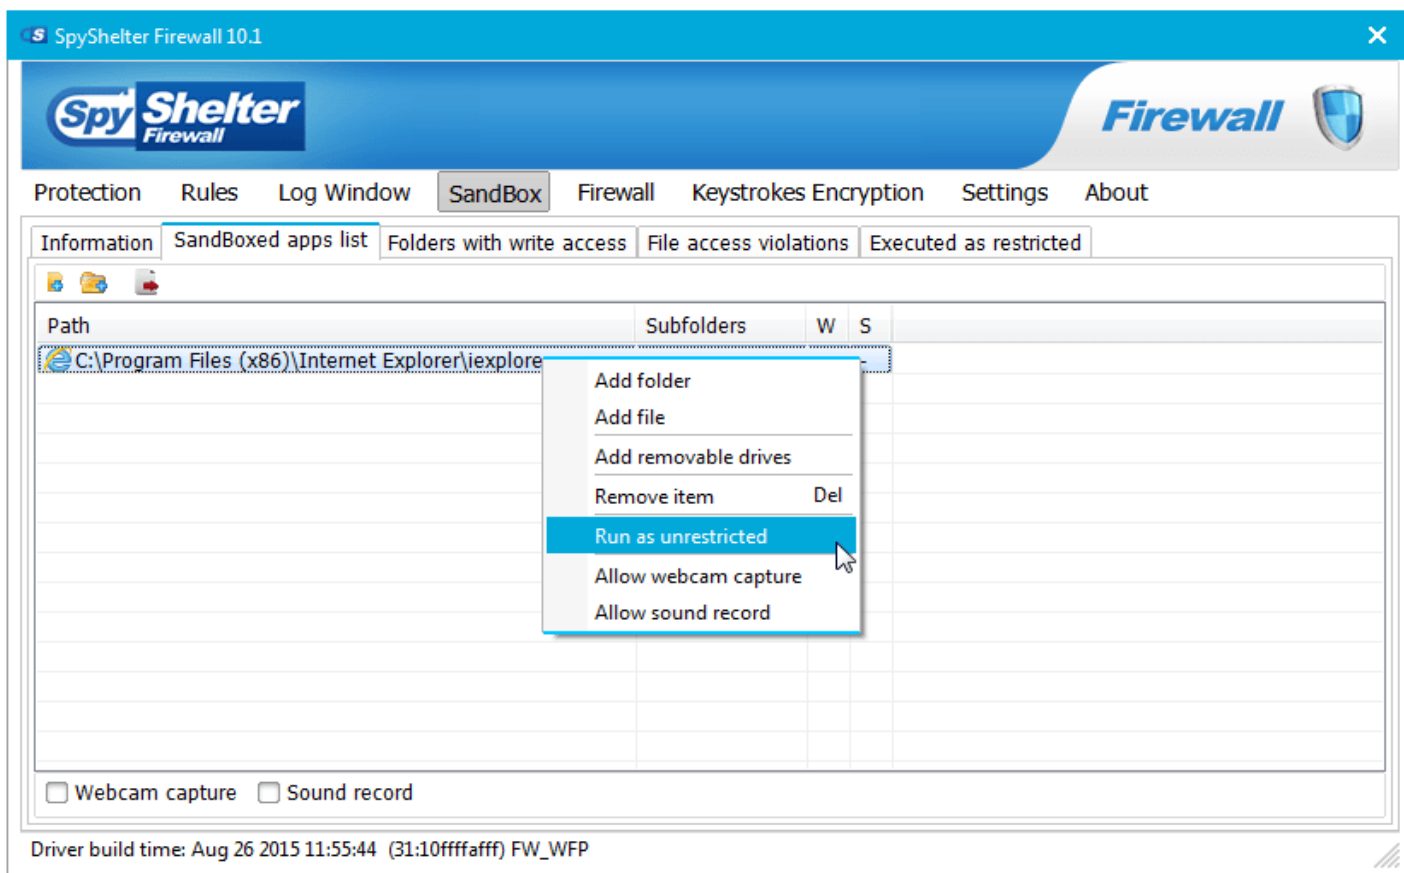 SpyShelter Firewall 10.1
Spy Shelter
Firewall
Firewall
Protection Rules Log Window SandBox Firewall Keystrokes Encryption Settings About
Information SandBoxed apps list Folders with write access File access violations Executed as restricted
Path Subfolders W S
C:\Program Files (x86)\Internet Explorer\iexplore -
Add folder
Add file
Add removable drives
Remove item Del
Run as unrestricted
Allow webcam capture
Allow sound record
Webcam capture Sound record
Driver build time: Aug 26 2015 11:55:44 (31:10ffffafff) FW_WFP